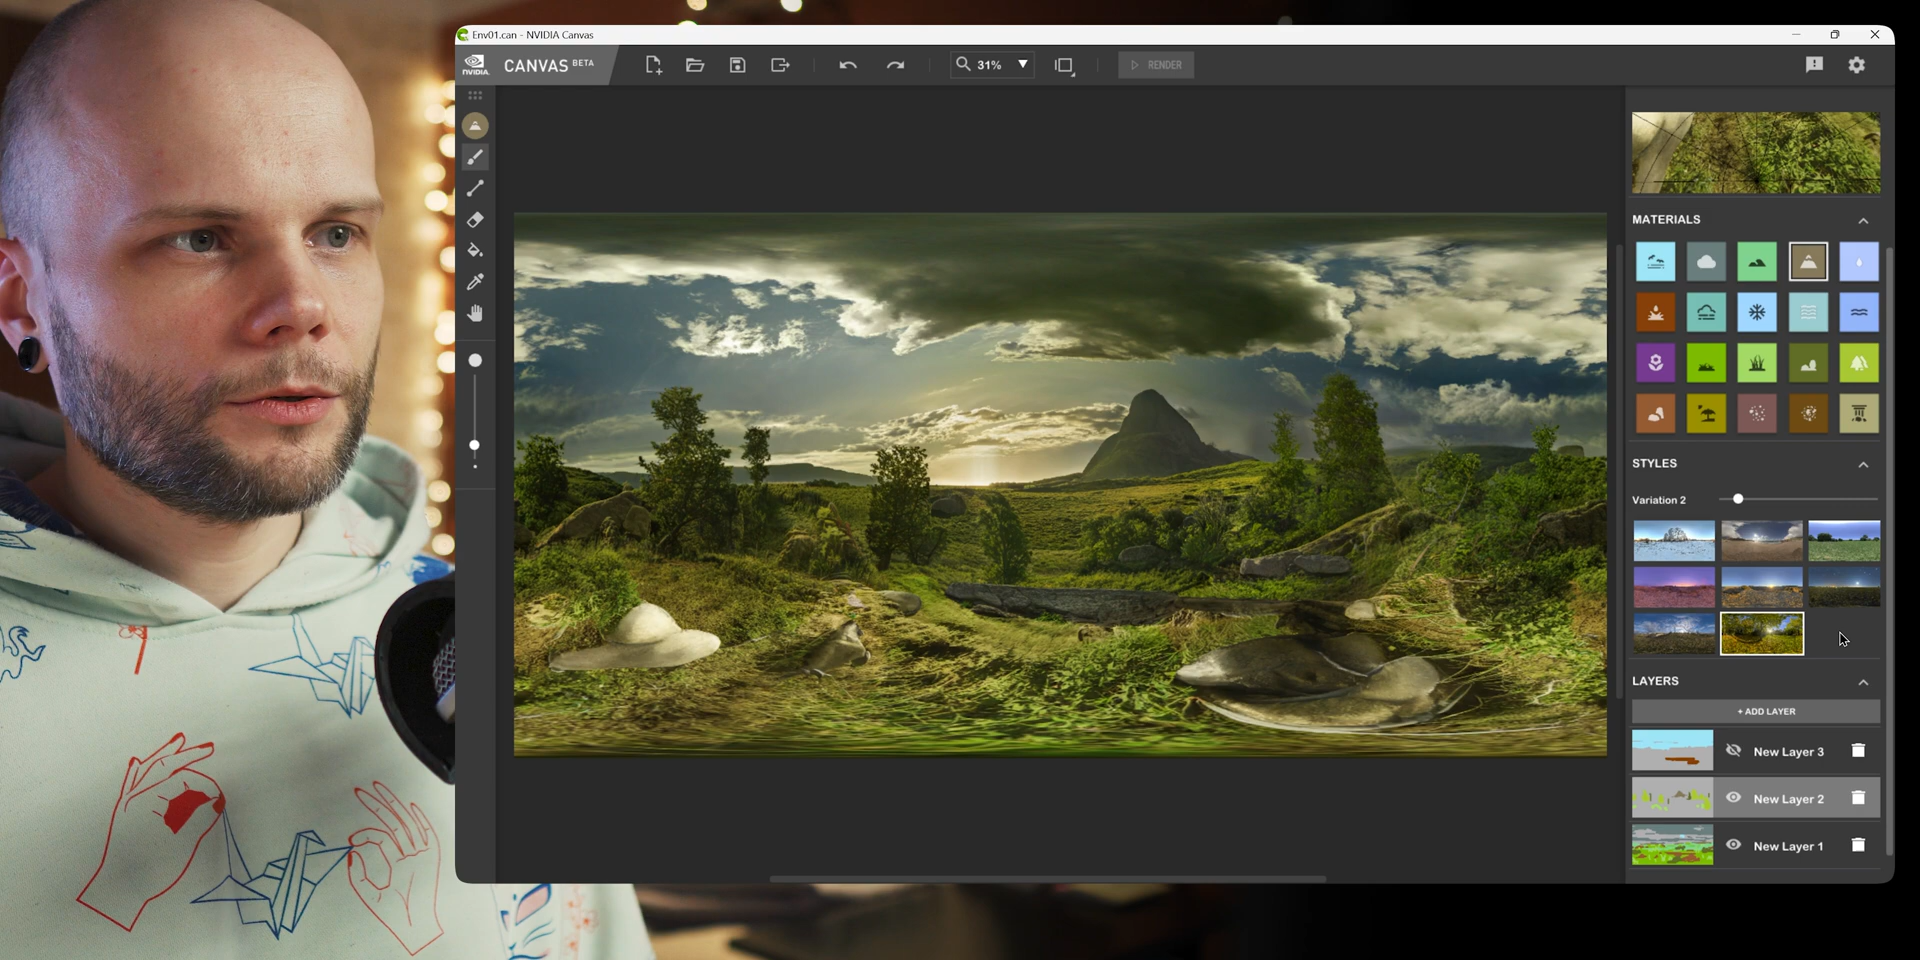 Env01.can - NVIDIA Canvas
NVIDIA.
CANVAS BETA
31%
RENDER
MATERIALS
STYLES
Variation 2
LAYERS
+ ADD LAYER
New Layer 3
New Layer 2
New Layer 1